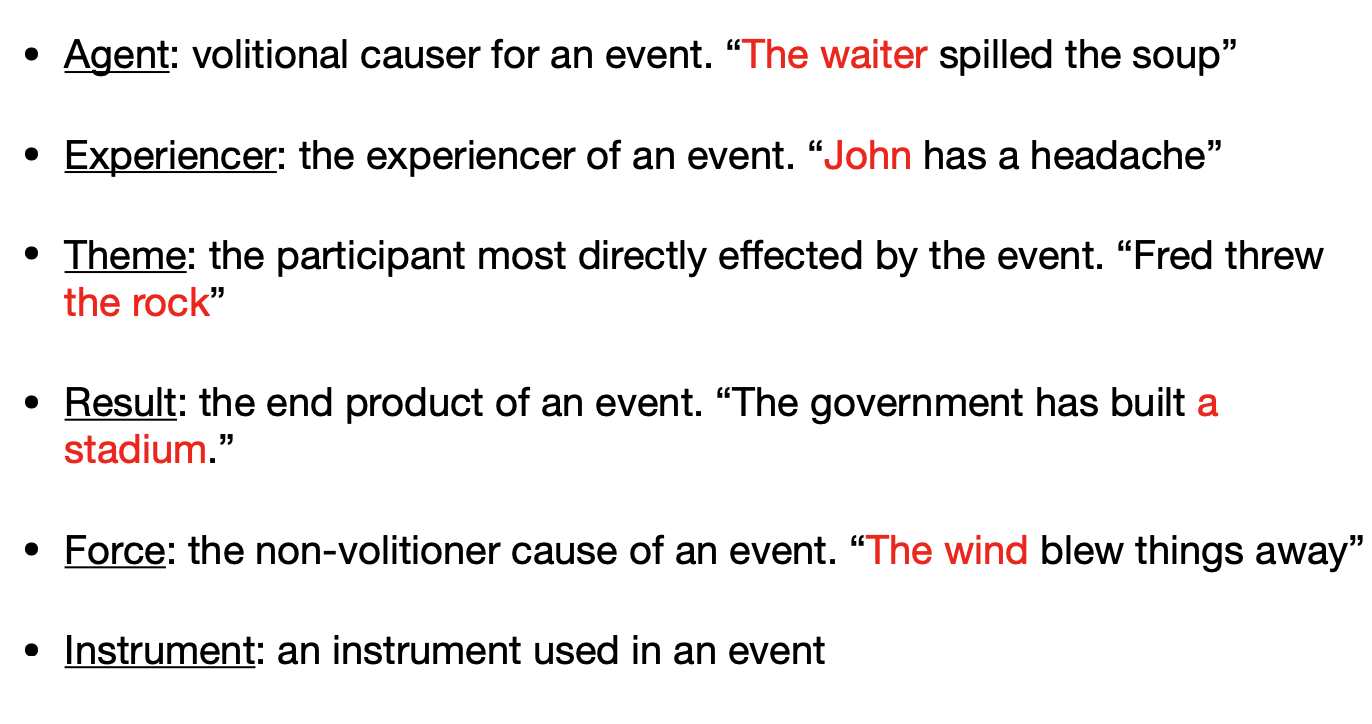 • Agent: volitional causer for an event. “The waiter spilled the soup”
• Experiencer: the experiencer of an event. “John has a headache”
• Theme: the participant most directly effected by the event. “Fred threw
the rock”
• Result: the end product of an event. “The government has built a
stadium.”
• Force: the non-volitioner cause of an event. “The wind blew things away”
• Instrument: an instrument used in an event